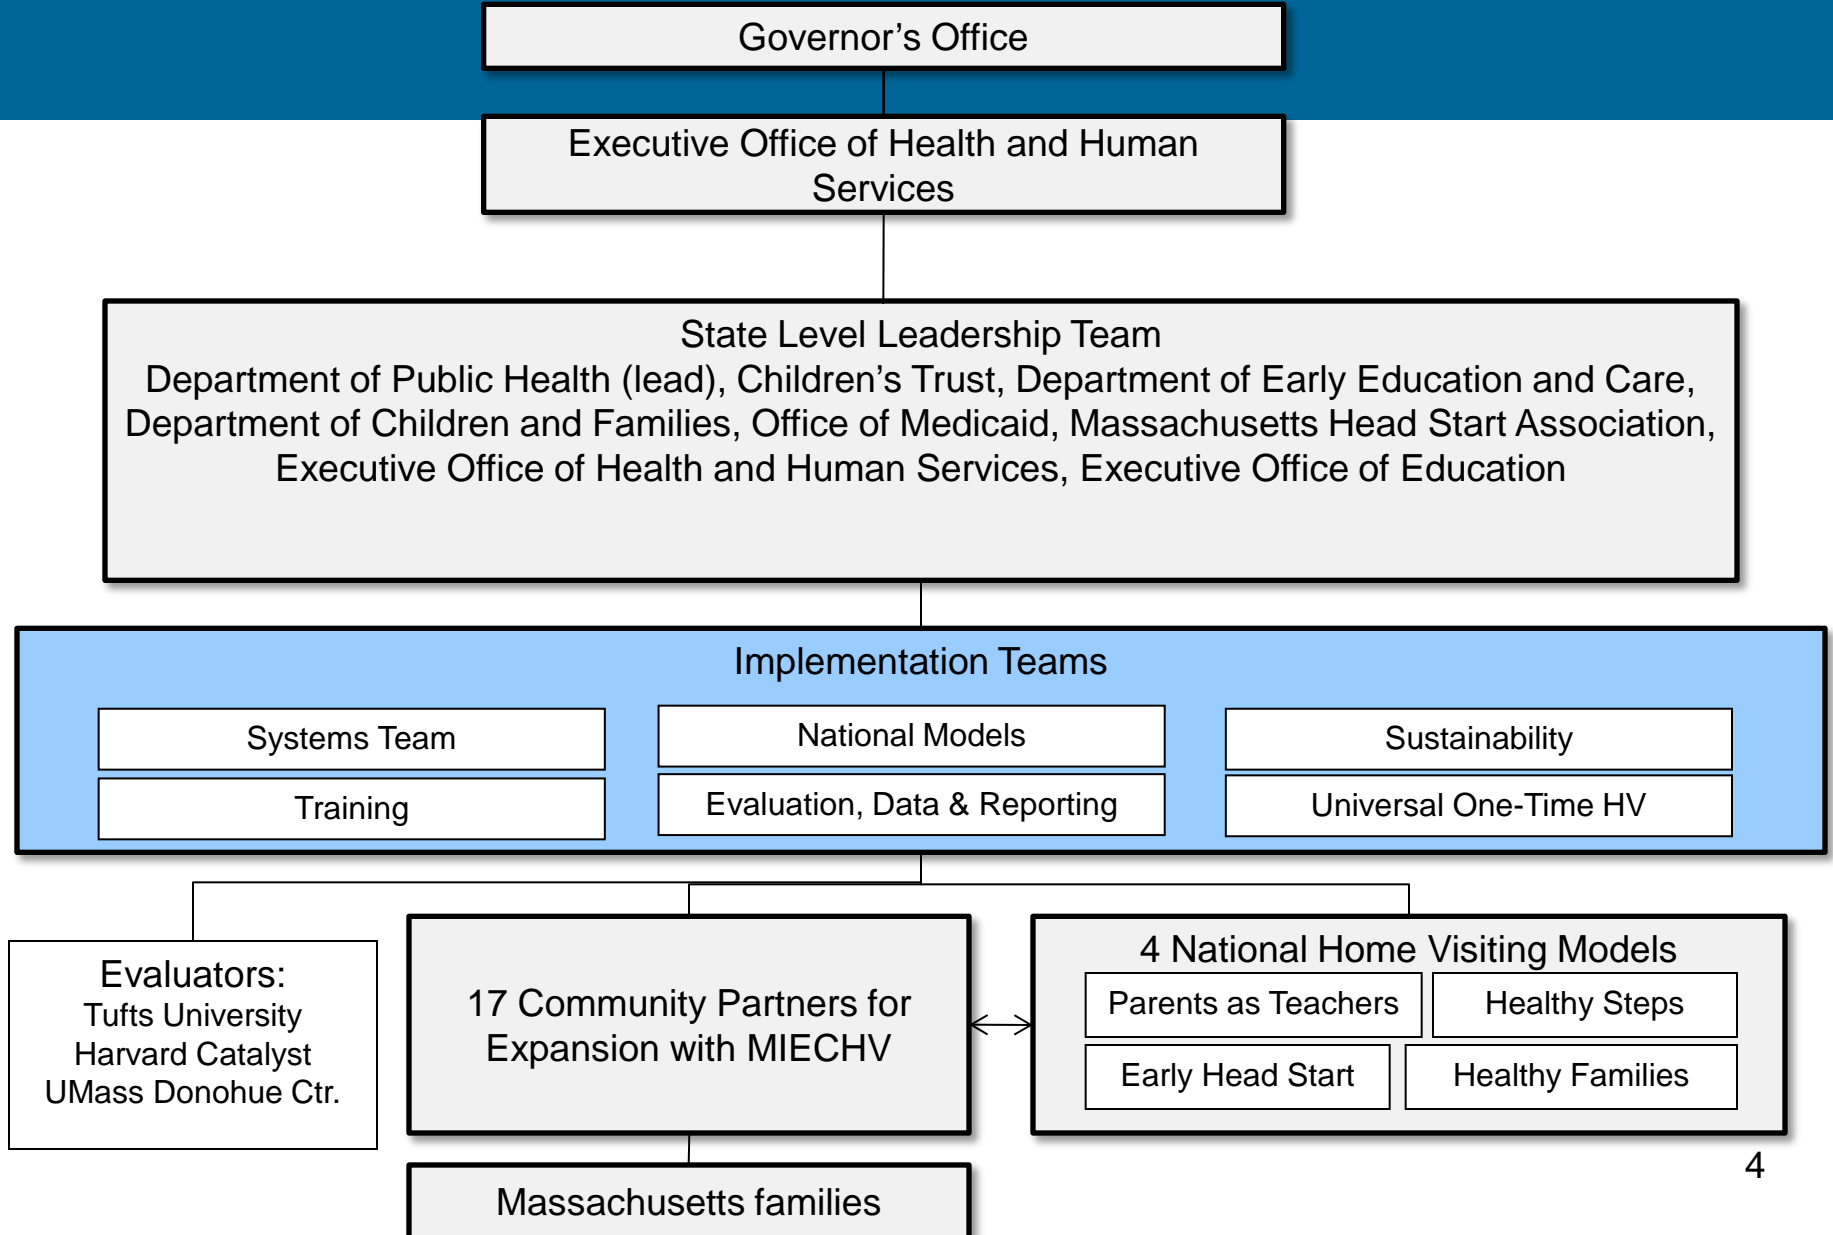 Governor’s Office
Executive Office of Health and Human
Services
State Level Leadership Team
Department of Public Health (lead), Children’s Trust, Department of Early Education and Care,
Department of Children and Families, Office of Medicaid, Massachusetts Head Start Association,
Executive Office of Health and Human Services, Executive Office of Education
Implementation Teams
Systems Team
National Models
Sustainability
Training
Evaluation, Data & Reporting
Universal One-Time HV
Evaluators:
Tufts University
Harvard Catalyst
UMass Donohue Ctr.
17 Community Partners for
Expansion with MIECHV
4 National Home Visiting Models
Parents as Teachers
Healthy Steps
Early Head Start
Healthy Families
Massachusetts families
4